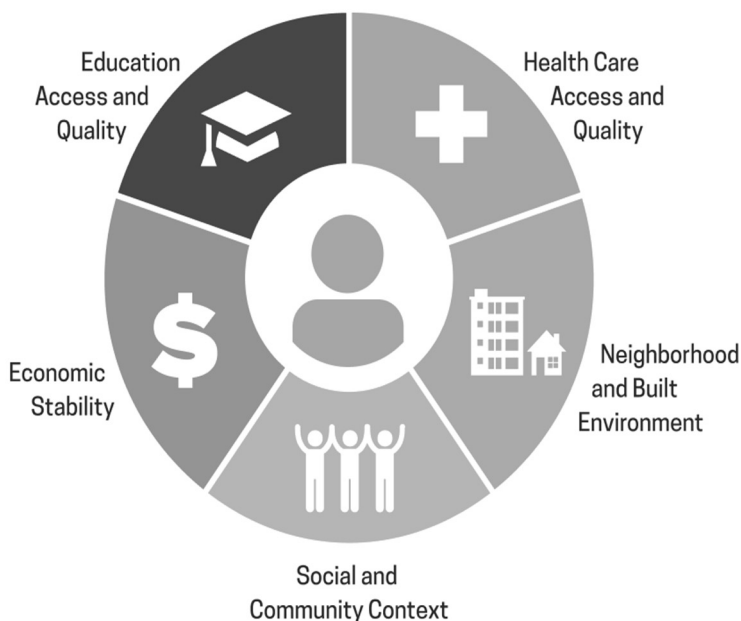 Education
Access and
Quality
Health Care
Access and
Quality
Economic
Stability
Neighborhood
and Built
Environment
Social and
Community Context